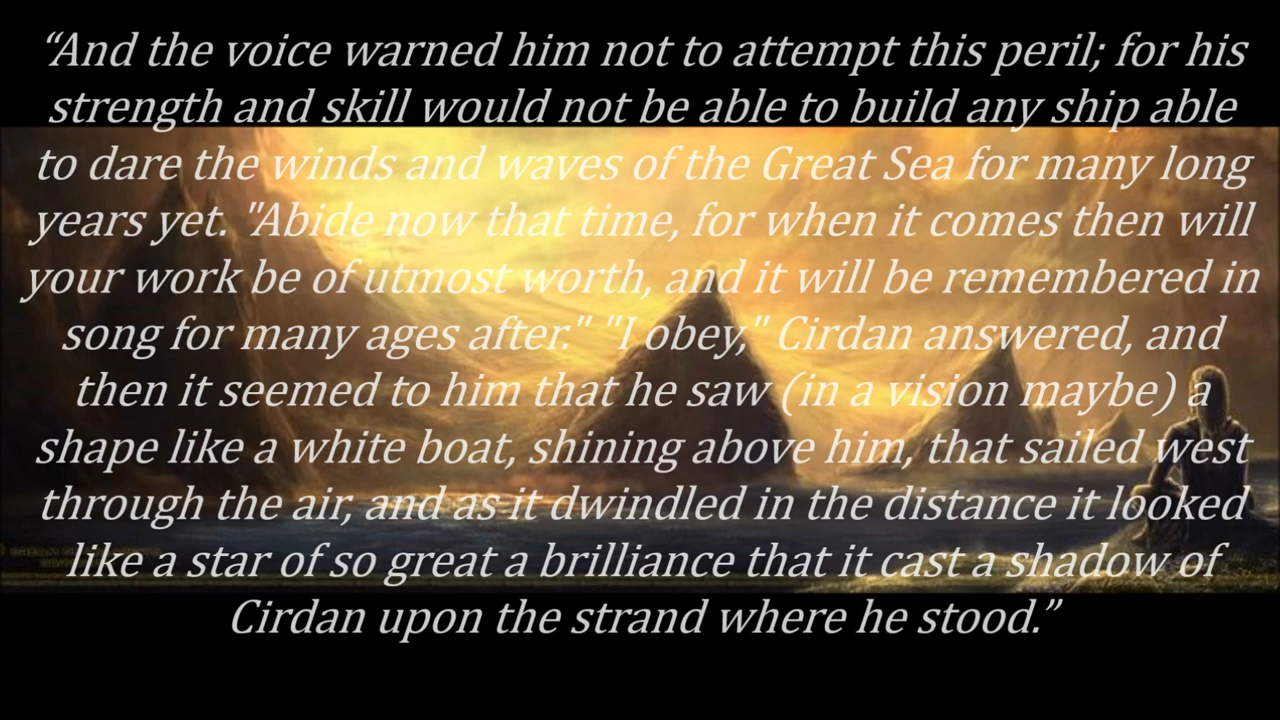 “And the voice warned him not to attempt this peril; for his
strength and skill would not be able to build any ship able
to dare the winds and waves of the Great Sea for many long
years yet. "Abide now that time, for when it comes then will
your work be of utmost worth, and it will be remembered in
song for many ages after." "I obey," Cirdan answered, and
then it seemed to him that he saw (in a vision maybe) a
shape like a white boat, shining above him, that sailed west
through the air, and as it dwindled in the distance it looked
like a star of so great a brilliance that it cast a shadow of
Cirdan upon the strand where he stood.”